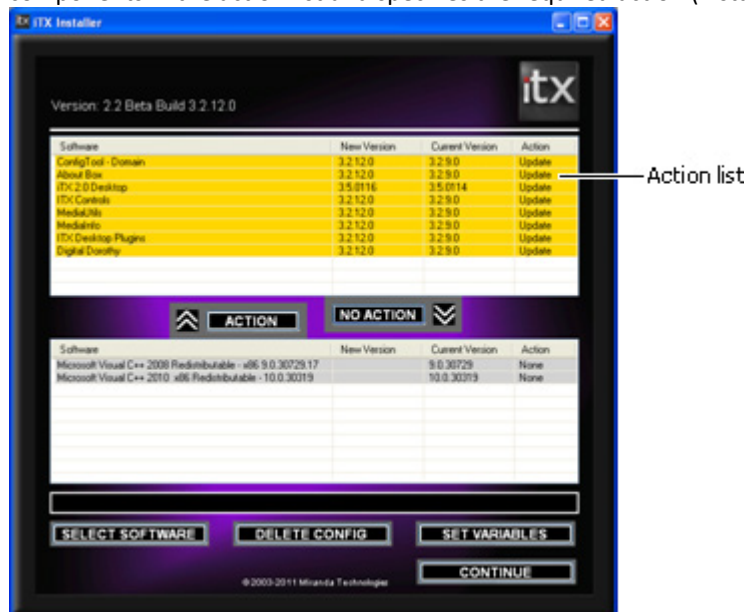 iTX Installer
itx
Version: 2.2 Beta Build 3.2.12.0
Software New Version Current Version Action
ConfigTool - Domain 3.2.12.0 3.2.9.0 Update
About Box 3.2.12.0 3.2.9.0 Update
iTX 2.0 Desktop 3.5.0116 3.5.0114 Update
ITX Controls 3.2.12.0 3.2.9.0 Update
MediaUtils 3.2.12.0 3.2.9.0 Update
MediaInfo 3.2.12.0 3.2.9.0 Update
ITX Desktop Plugins 3.2.12.0 3.2.9.0 Update
Digital Dorothy 3.2.12.0 3.2.9.0 Update
Action list
ACTION NO ACTION
Software New Version Current Version Action
Microsoft Visual C++ 2008 Redistributable - x86 9.0.30729.17 9.0.30729 None
Microsoft Visual C++ 2010 x86 Redistributable - 10.0.30319 10.0.30319 None
SELECT SOFTWARE DELETE CONFIG SET VARIABLES
CONTINUE
©2003-2011 Miranda Technologies